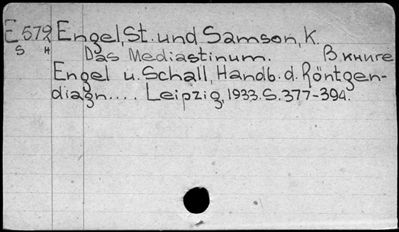 E 579 Engel, St. und Samson, K.
S H Das Mediastinum. В книге
Engel u. Schall, Handb. d. Röntgen-
diagn.... Leipzig, 1933. S. 377-394.